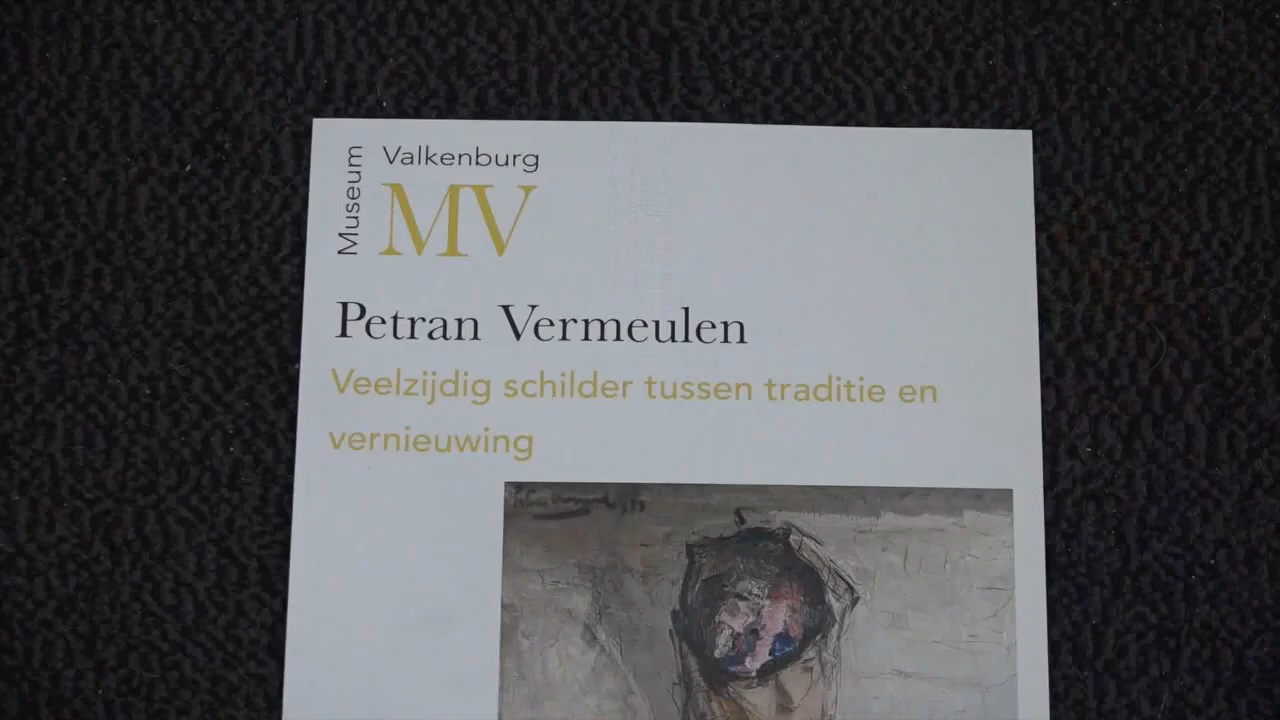 Museum
Valkenburg
MV
Petran Vermeulen
Veelzijdig schilder tussen traditie en
vernieuwing